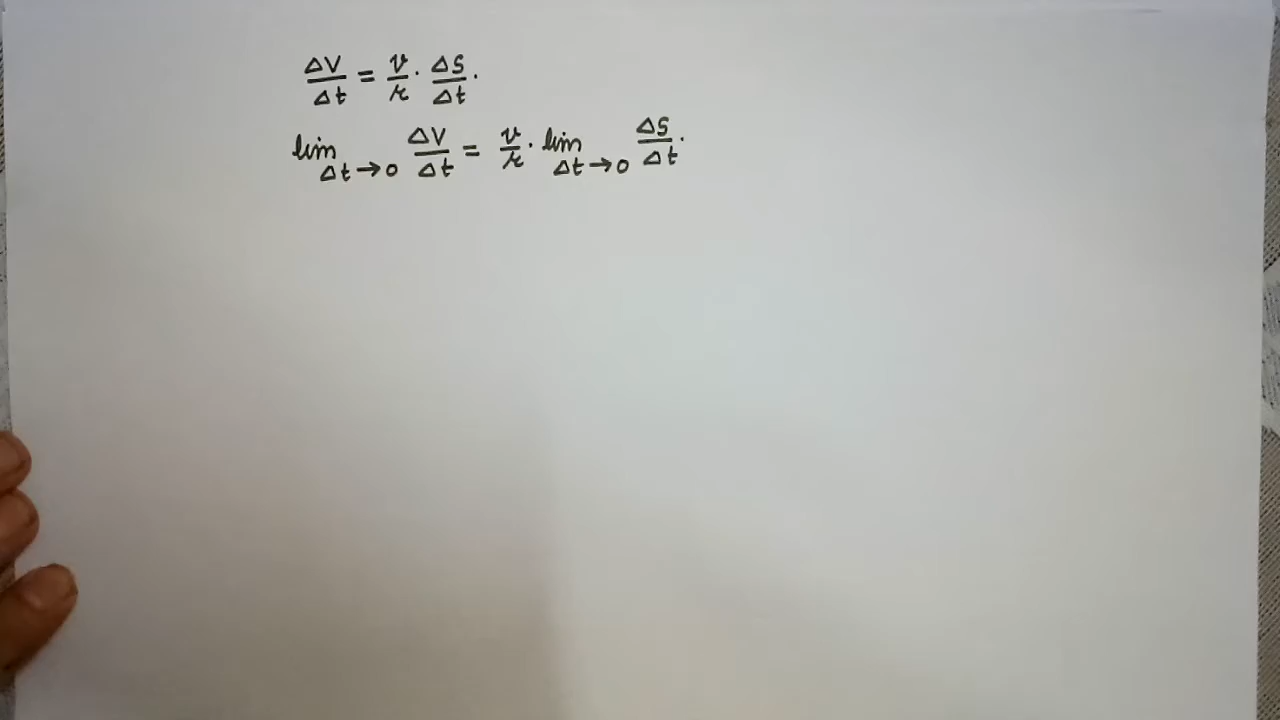 ΔV/Δt = v/r · ΔS/Δt.
lim Δt→0 ΔV/Δt = v/r · lim Δt→0 ΔS/Δt.